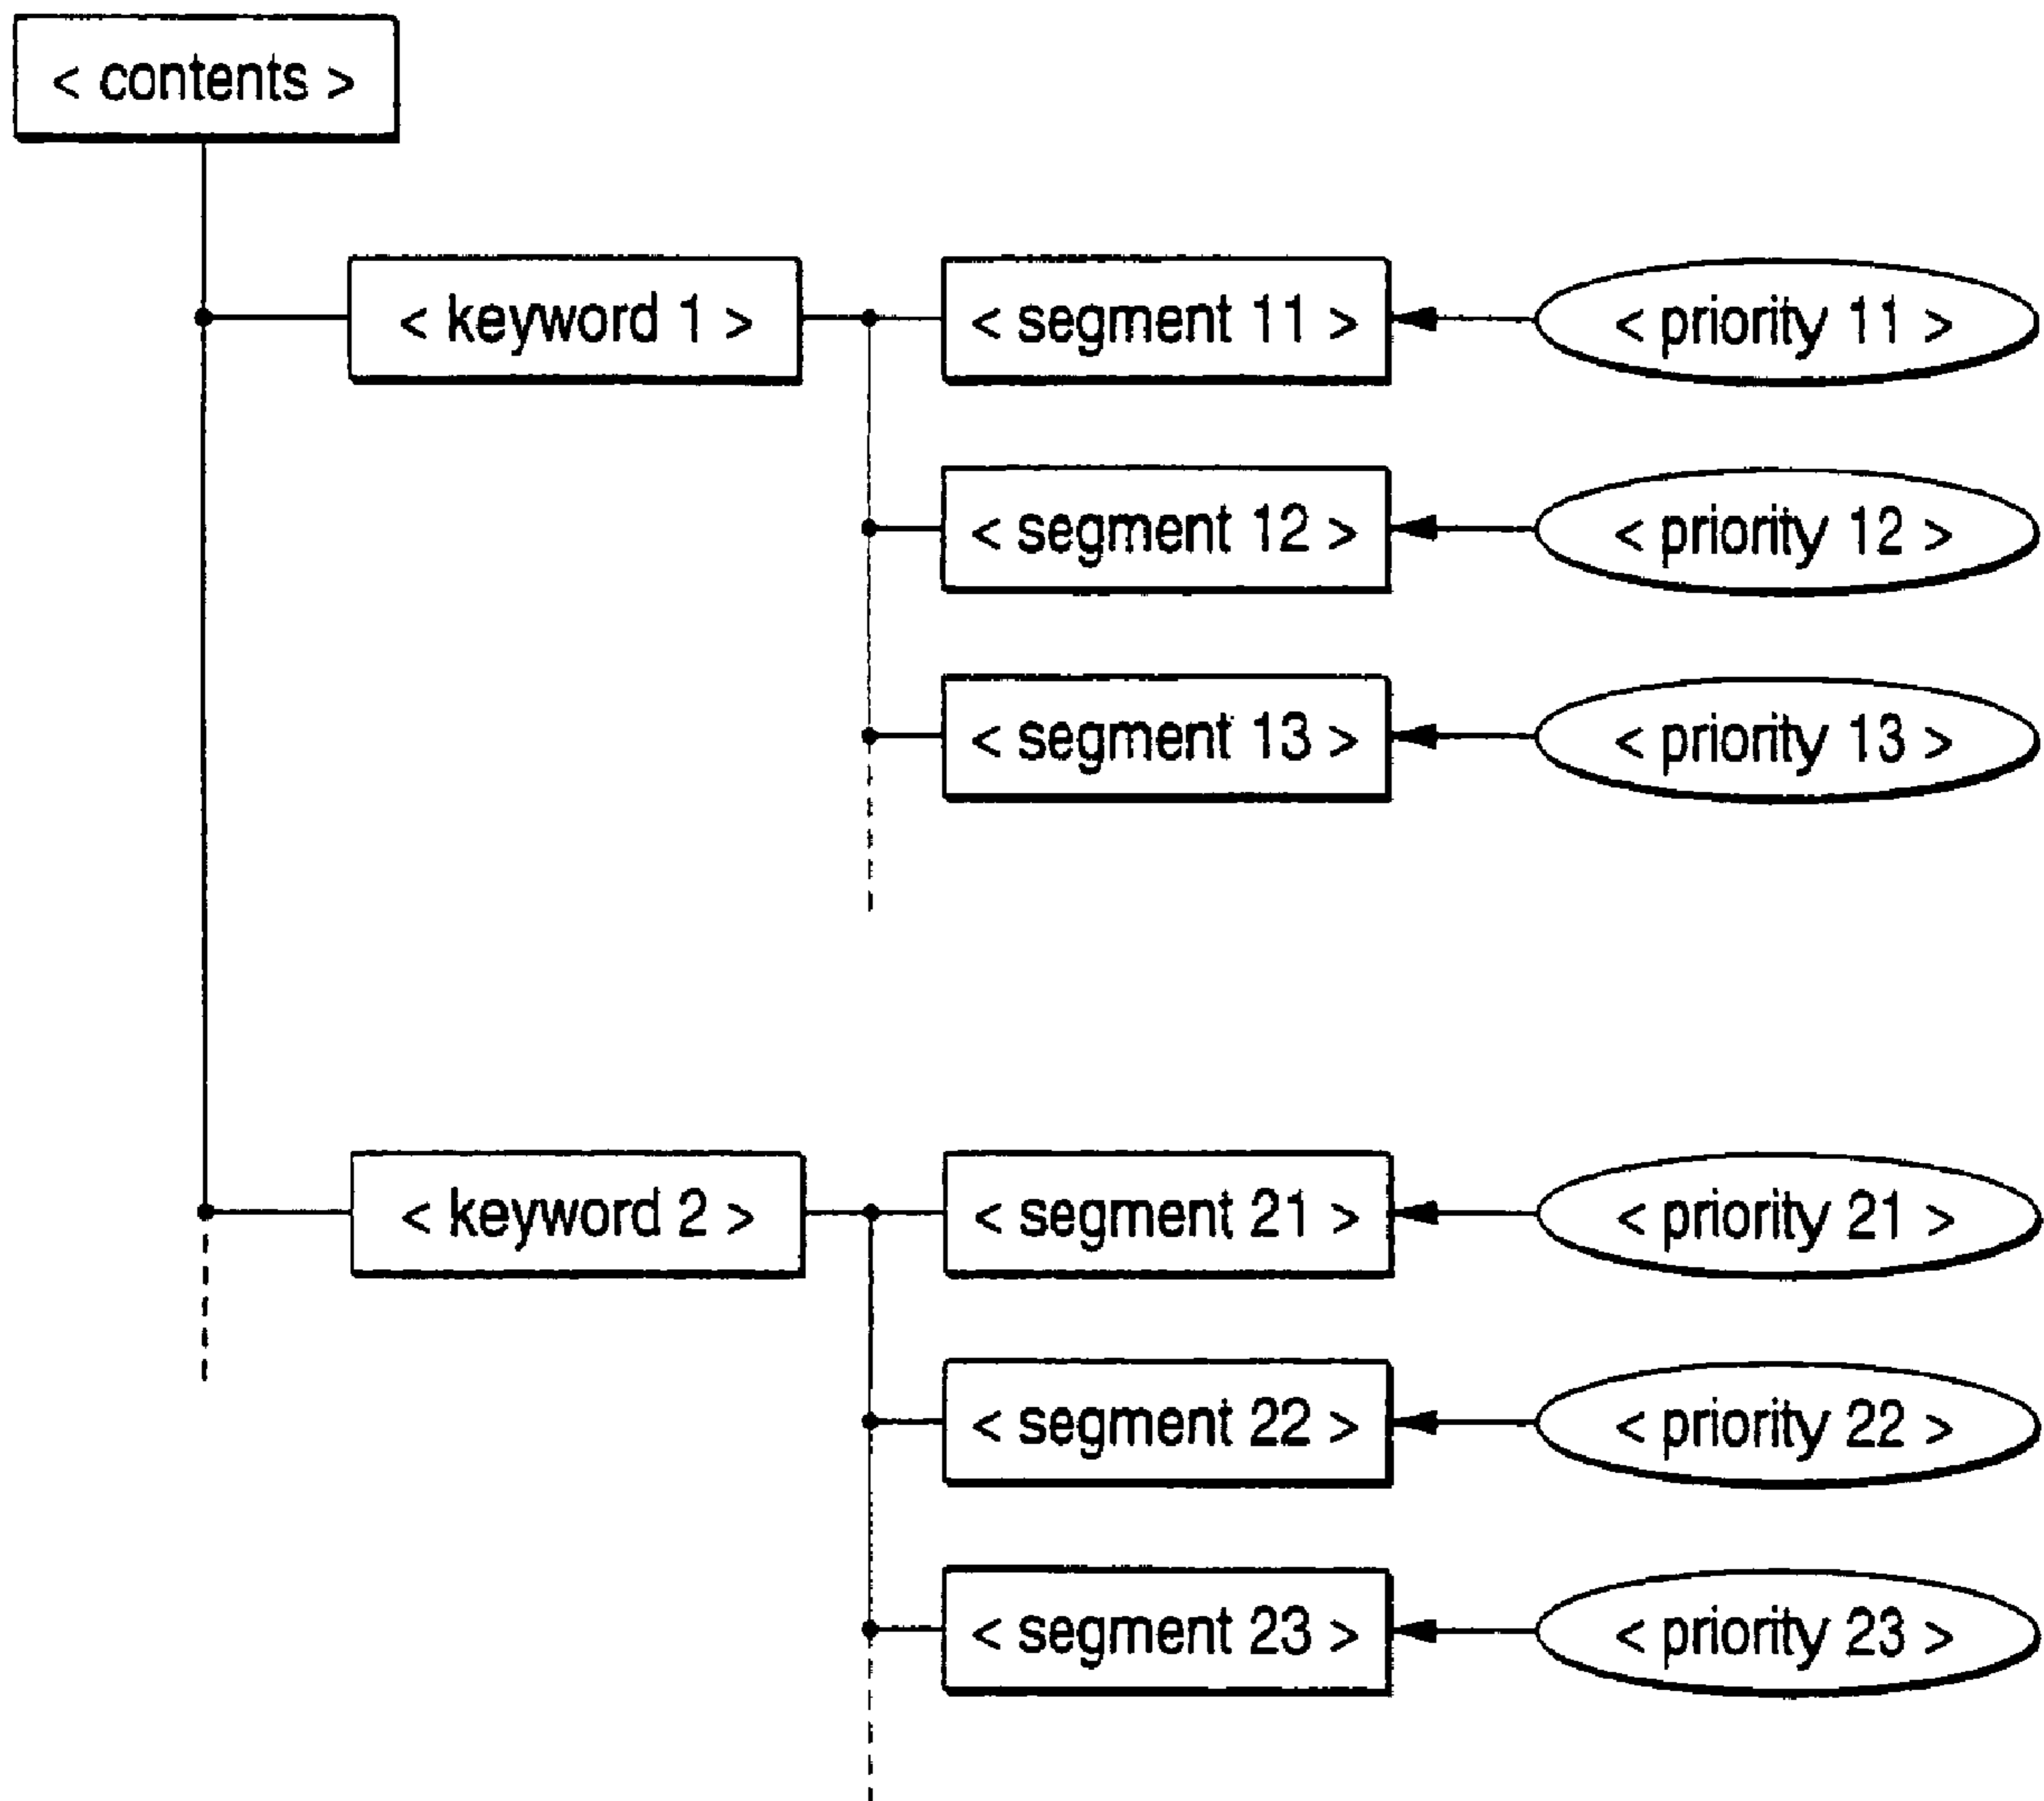 < contents >
< keyword 1 >
< segment 11 >
< priority 11 >
< segment 12 >
< priority 12 >
< segment 13 >
< priority 13 >
< keyword 2 >
< segment 21 >
< priority 21 >
< segment 22 >
< priority 22 >
< segment 23 >
< priority 23 >